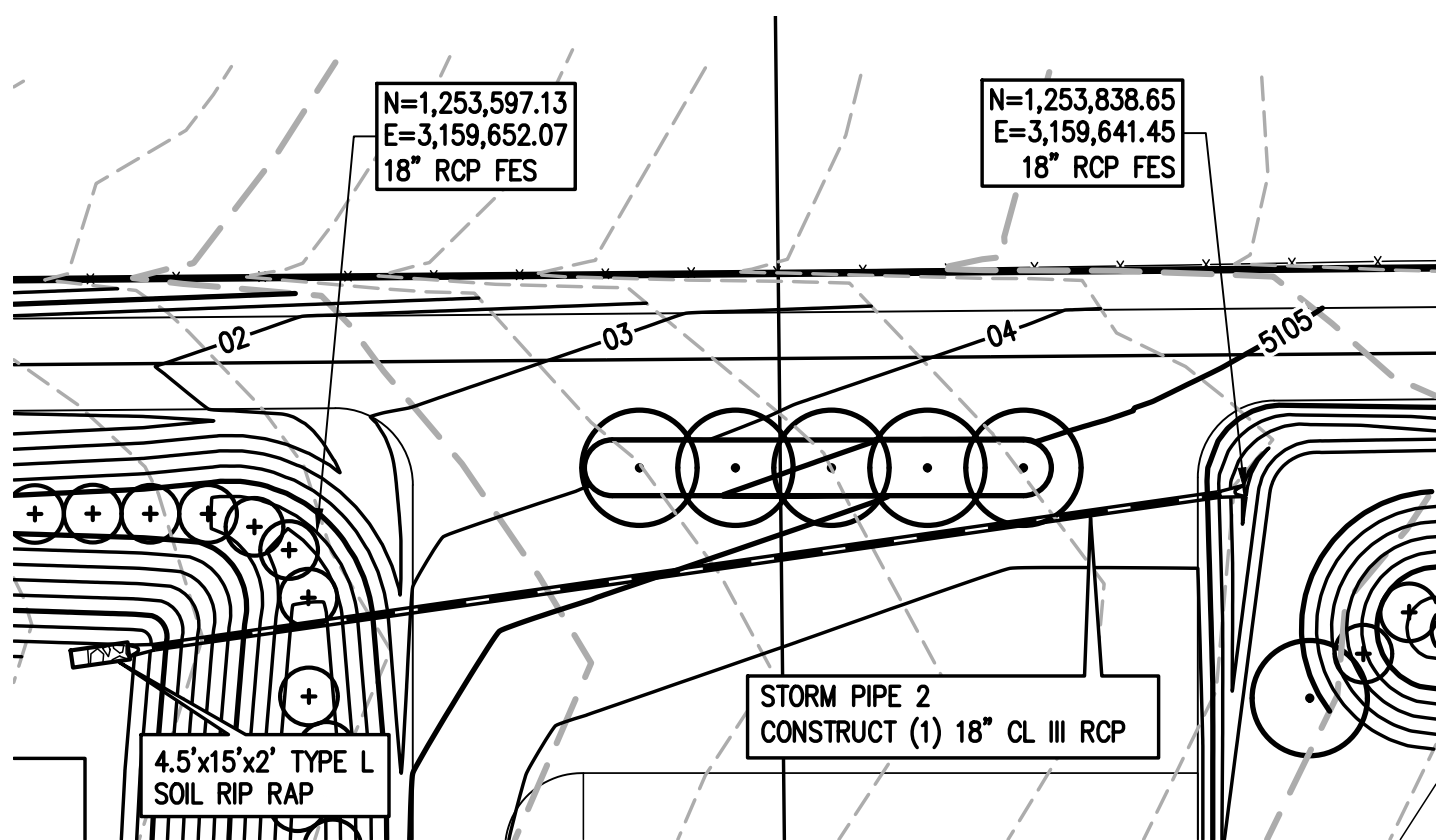 N=1,253,597.13
E=3,159,652.07
18” RCP FES
N=1,253,838.65
E=3,159,641.45
18” RCP FES
02
03
04
5105
STORM PIPE 2
CONSTRUCT (1) 18” CL III RCP
4.5’x15’x2’ TYPE L
SOIL RIP RAP